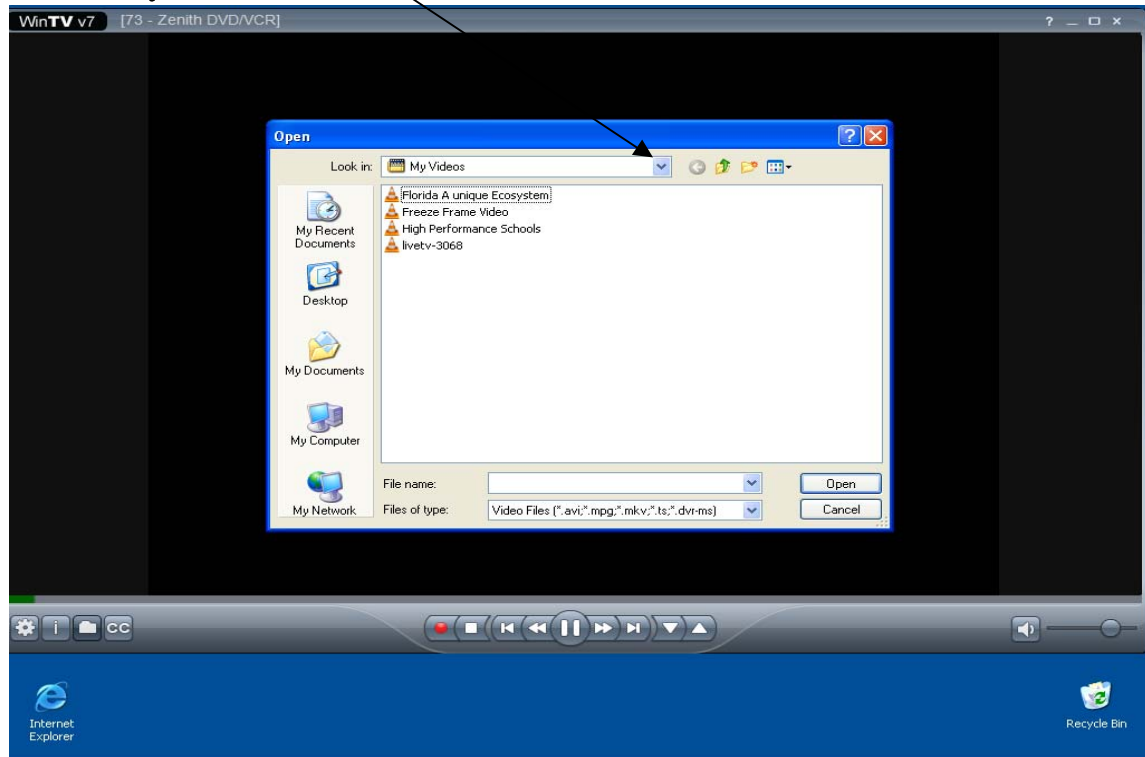 WinTV v7 [73 - Zenith DVD/VCR] ?
Open ?
Look in: My Videos
My Recent Documents
Desktop
My Documents
My Computer
My Network
Florida A unique Ecosystem
Freeze Frame Video
High Performance Schools
livetv-3068
File name: Open
Files of type: Video Files (*.avi;*.mpg;*.mkv;*.ts;*.dvr-ms) Cancel
i CC
Internet Explorer
Recycle Bin